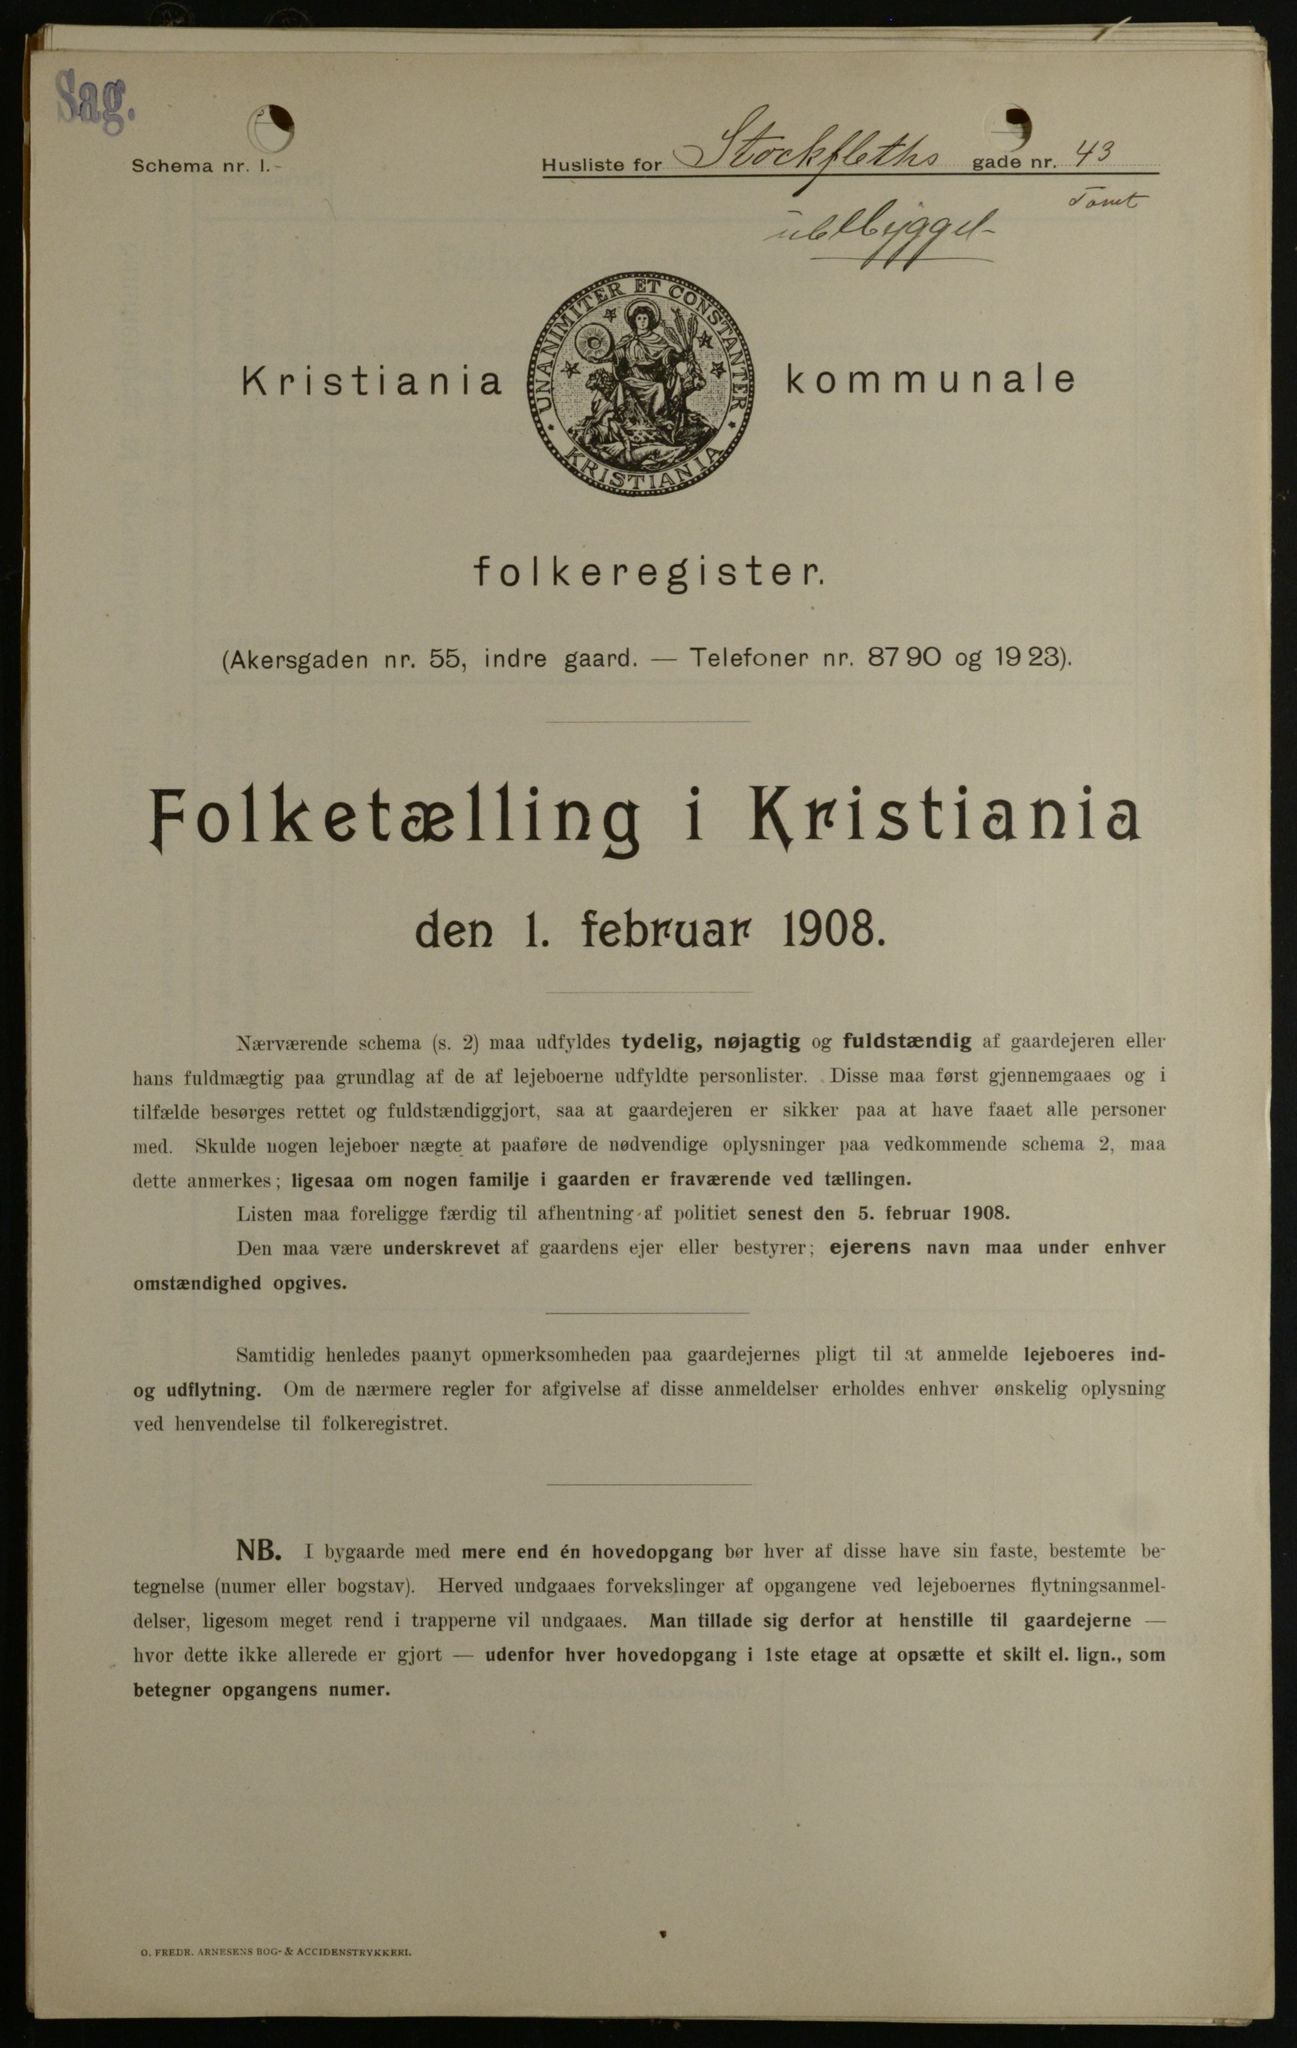 Sag.
Schema nr. 1.
Husliste for Stockfleths gade nr. 43
Tomt
ubebygget
UNANIMITER ET CONSTANTER
KRISTIANIA
Kristiania kommunale
folkeregister.
(Akersgaden nr. 55, indre gaard. — Telefoner nr. 8790 og 1923).
Folketælling i Kristiania
den 1. februar 1908.
Nærværende schema (s. 2) maa udfyldes tydelig, nøjagtig og fuldstændig af gaardejeren eller
hans fuldmægtig paa grundlag af de af lejeboerne udfyldte personlister. Disse maa først gjennemgaaes og i
tilfælde besørges rettet og fuldstændiggjort, saa at gaardejeren er sikker paa at have faaet alle personer
med. Skulde nogen lejeboer nægte at paaføre de nødvendige oplysninger paa vedkommende schema 2, maa
dette anmerkes; ligesaa om nogen familje i gaarden er fraværende ved tællingen.
Listen maa foreligge færdig til afhentning af politiet senest den 5. februar 1908.
Den maa være underskrevet af gaardens ejer eller bestyrer; ejerens navn maa under enhver
omstændighed opgives.
Samtidig henledes paanyt opmerksomheden paa gaardejernes pligt til at anmelde lejeboeres ind-
og udflytning. Om de nærmere regler for afgivelse af disse anmeldelser erholdes enhver ønskelig oplysning
ved henvendelse til folkeregistret.
NB. I bygaarde med mere end én hovedopgang bør hver af disse have sin faste, bestemte be-
tegnelse (numer eller bogstav). Herved undgaaes forvekslinger af opgangene ved lejeboernes flytningsanmel-
delser, ligesom meget rend i trapperne vil undgaaes. Man tillade sig derfor at henstille til gaardejerne —
hvor dette ikke allerede er gjort — udenfor hver hovedopgang i 1ste etage at opsætte et skilt el. lign., som
betegner opgangens numer.
O. FREDR. ARNESENS BOG- & ACCIDENSTRYKKERI.